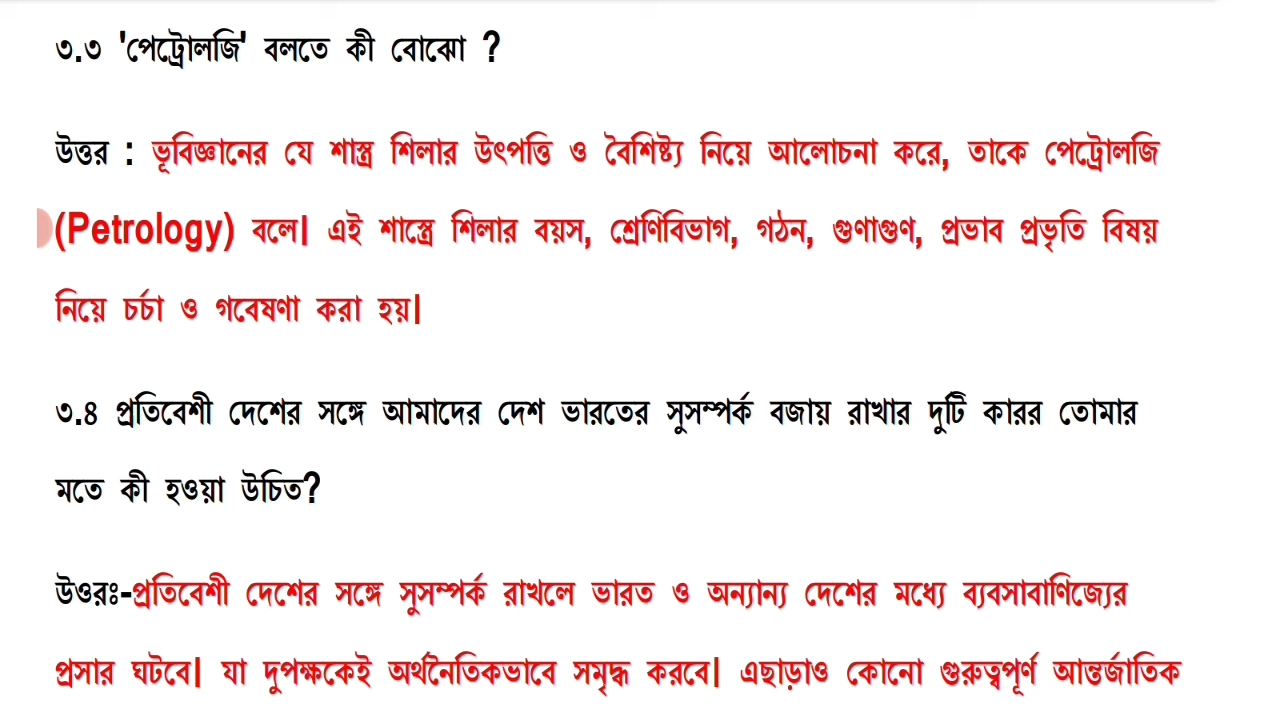 ৩.৩ 'পেট্রোলজি' বলতে কী বোঝো ?
উত্তর : ভূবিজ্ঞানের যে শাস্ত্র শিলার উৎপত্তি ও বৈশিষ্ট্য নিয়ে আলোচনা করে, তাকে পেট্রোলজি
(Petrology) বলে। এই শাস্ত্রে শিলার বয়স, শ্রেণিবিভাগ, গঠন, গুণাগুণ, প্রভাব প্রভৃতি বিষয়
নিয়ে চর্চা ও গবেষণা করা হয়।
৩.৪ প্রতিবেশী দেশের সঙ্গে আমাদের দেশ ভারতের সুসম্পর্ক বজায় রাখার দুটি কারর তোমার
মতে কী হওয়া উচিত?
উওরঃ-প্রতিবেশী দেশের সঙ্গে সুসম্পর্ক রাখলে ভারত ও অন্যান্য দেশের মধ্যে ব্যবসাবাণিজ্যের
প্রসার ঘটবে। যা দুপক্ষকেই অর্থনৈতিকভাবে সমৃদ্ধ করবে। এছাড়াও কোনো গুরুত্বপূর্ণ আন্তর্জাতিক